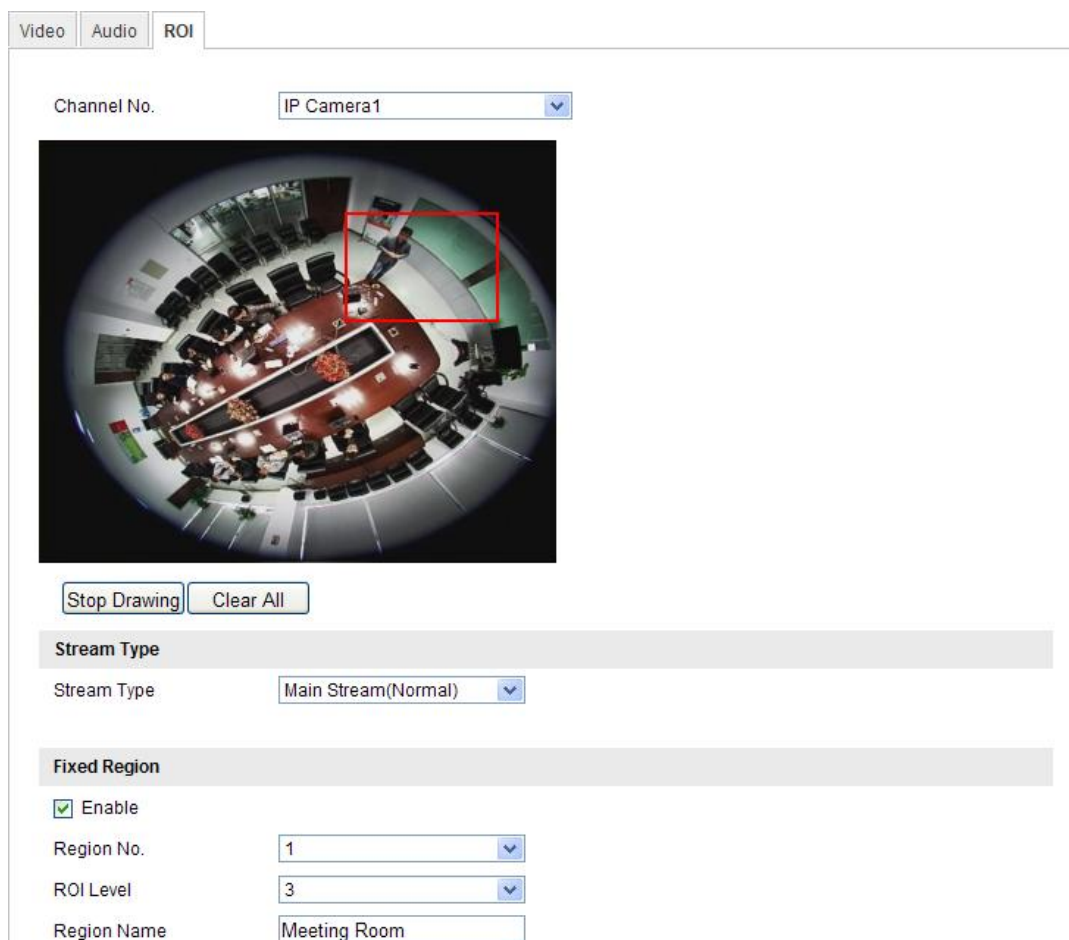 Video Audio ROI
Channel No. IP Camera1
Stop Drawing Clear All
Stream Type
Stream Type Main Stream(Normal)
Fixed Region
Enable
Region No. 1
ROI Level 3
Region Name Meeting Room